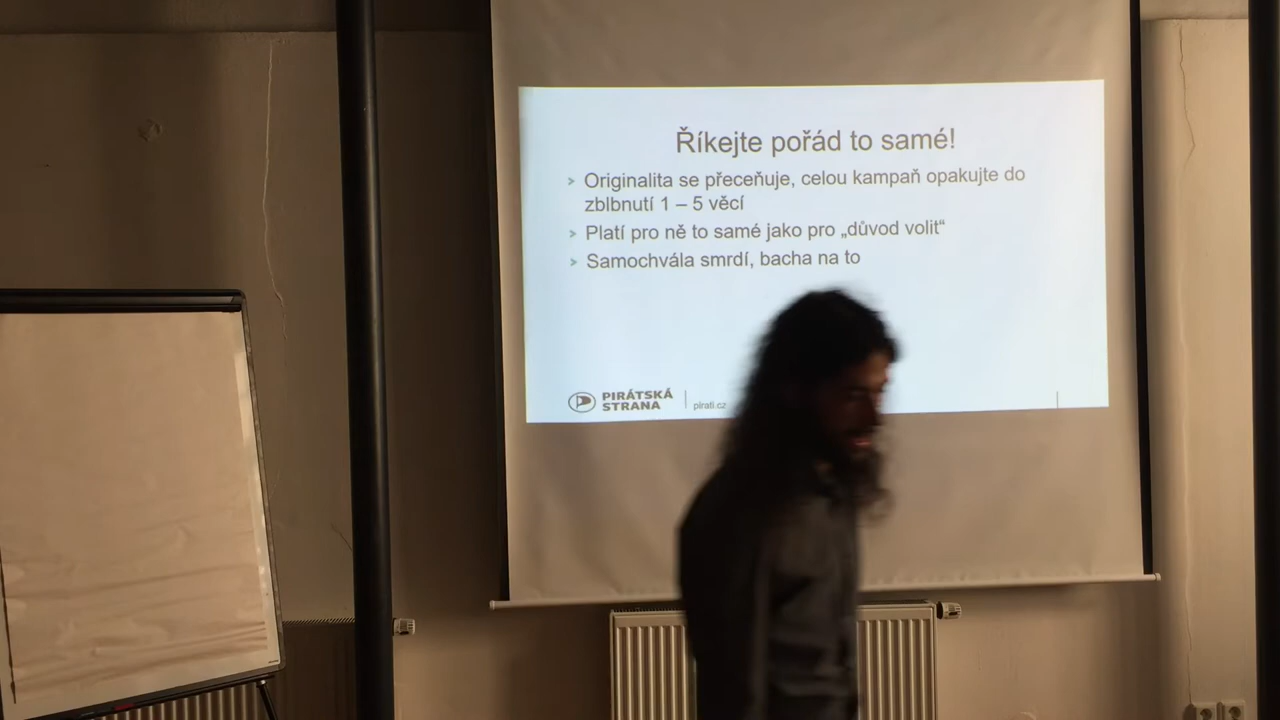 Říkejte pořád to samé!
Originalita se přeceňuje, celou kampaň opakujte do
zblbnutí 1 – 5 věcí
Platí pro ně to samé jako pro „důvod volit“
Samochvála smrdí, bacha na to
PIRÁTSKÁ
STRANA
pirati.cz